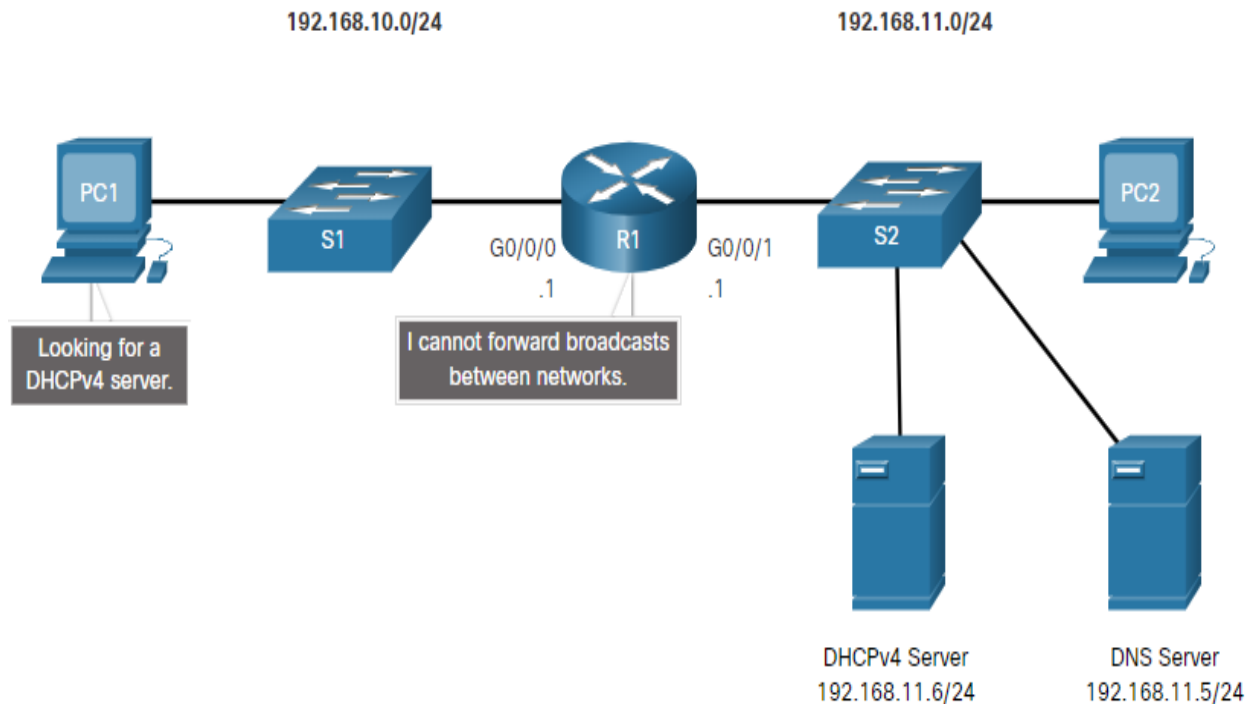 192.168.10.0/24
192.168.11.0/24
PC1
S1
G0/0/0
.1
R1
G0/0/1
.1
S2
PC2
Looking for a
DHCPv4 server.
I cannot forward broadcasts
between networks.
DHCPv4 Server
192.168.11.6/24
DNS Server
192.168.11.5/24